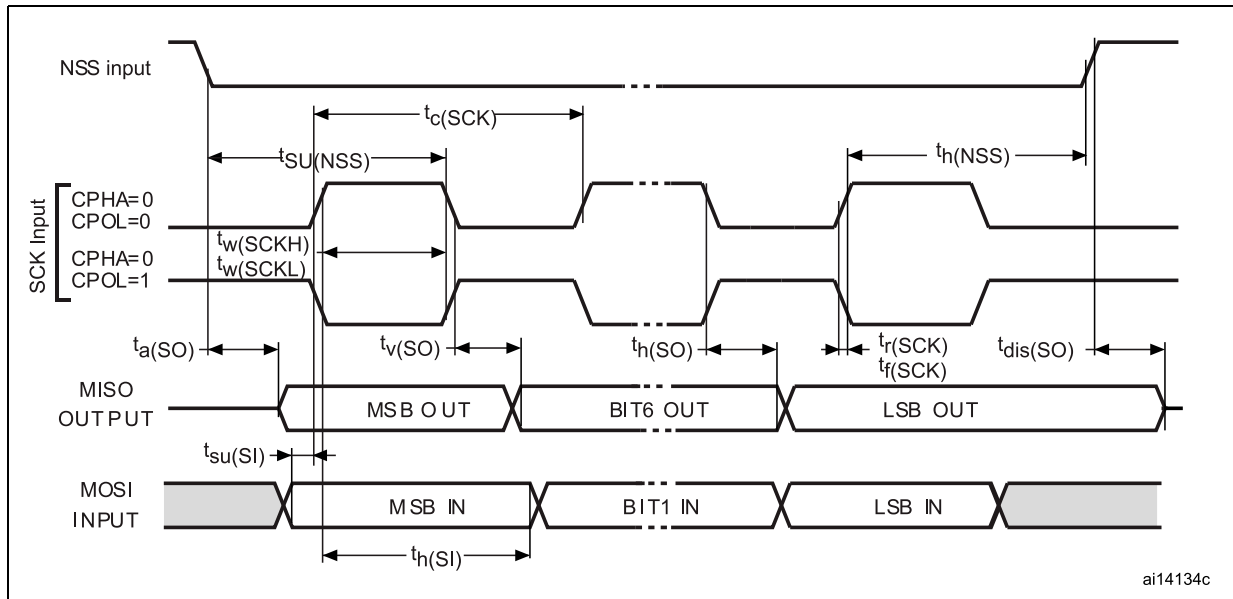 NSS input
tc(SCK)
tSU(NSS)
th(NSS)
SCK Input
CPHA=0
CPOL=0
tw(SCKH)
CPHA=0
tw(SCKL)
CPOL=1
ta(SO)
tv(SO)
th(SO)
tr(SCK)
tf(SCK)
tdis(SO)
MISO
OUTPUT
MSB OUT
BIT6 OUT
LSB OUT
tsu(SI)
MOSI
INPUT
MSB IN
BIT1 IN
LSB IN
th(SI)
ai14134c